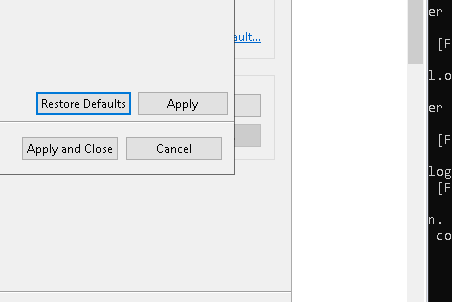 er
ault...
[F
l.o
Restore Defaults
Apply
er
[F
Apply and Close
Cancel
log
[F
n.
co